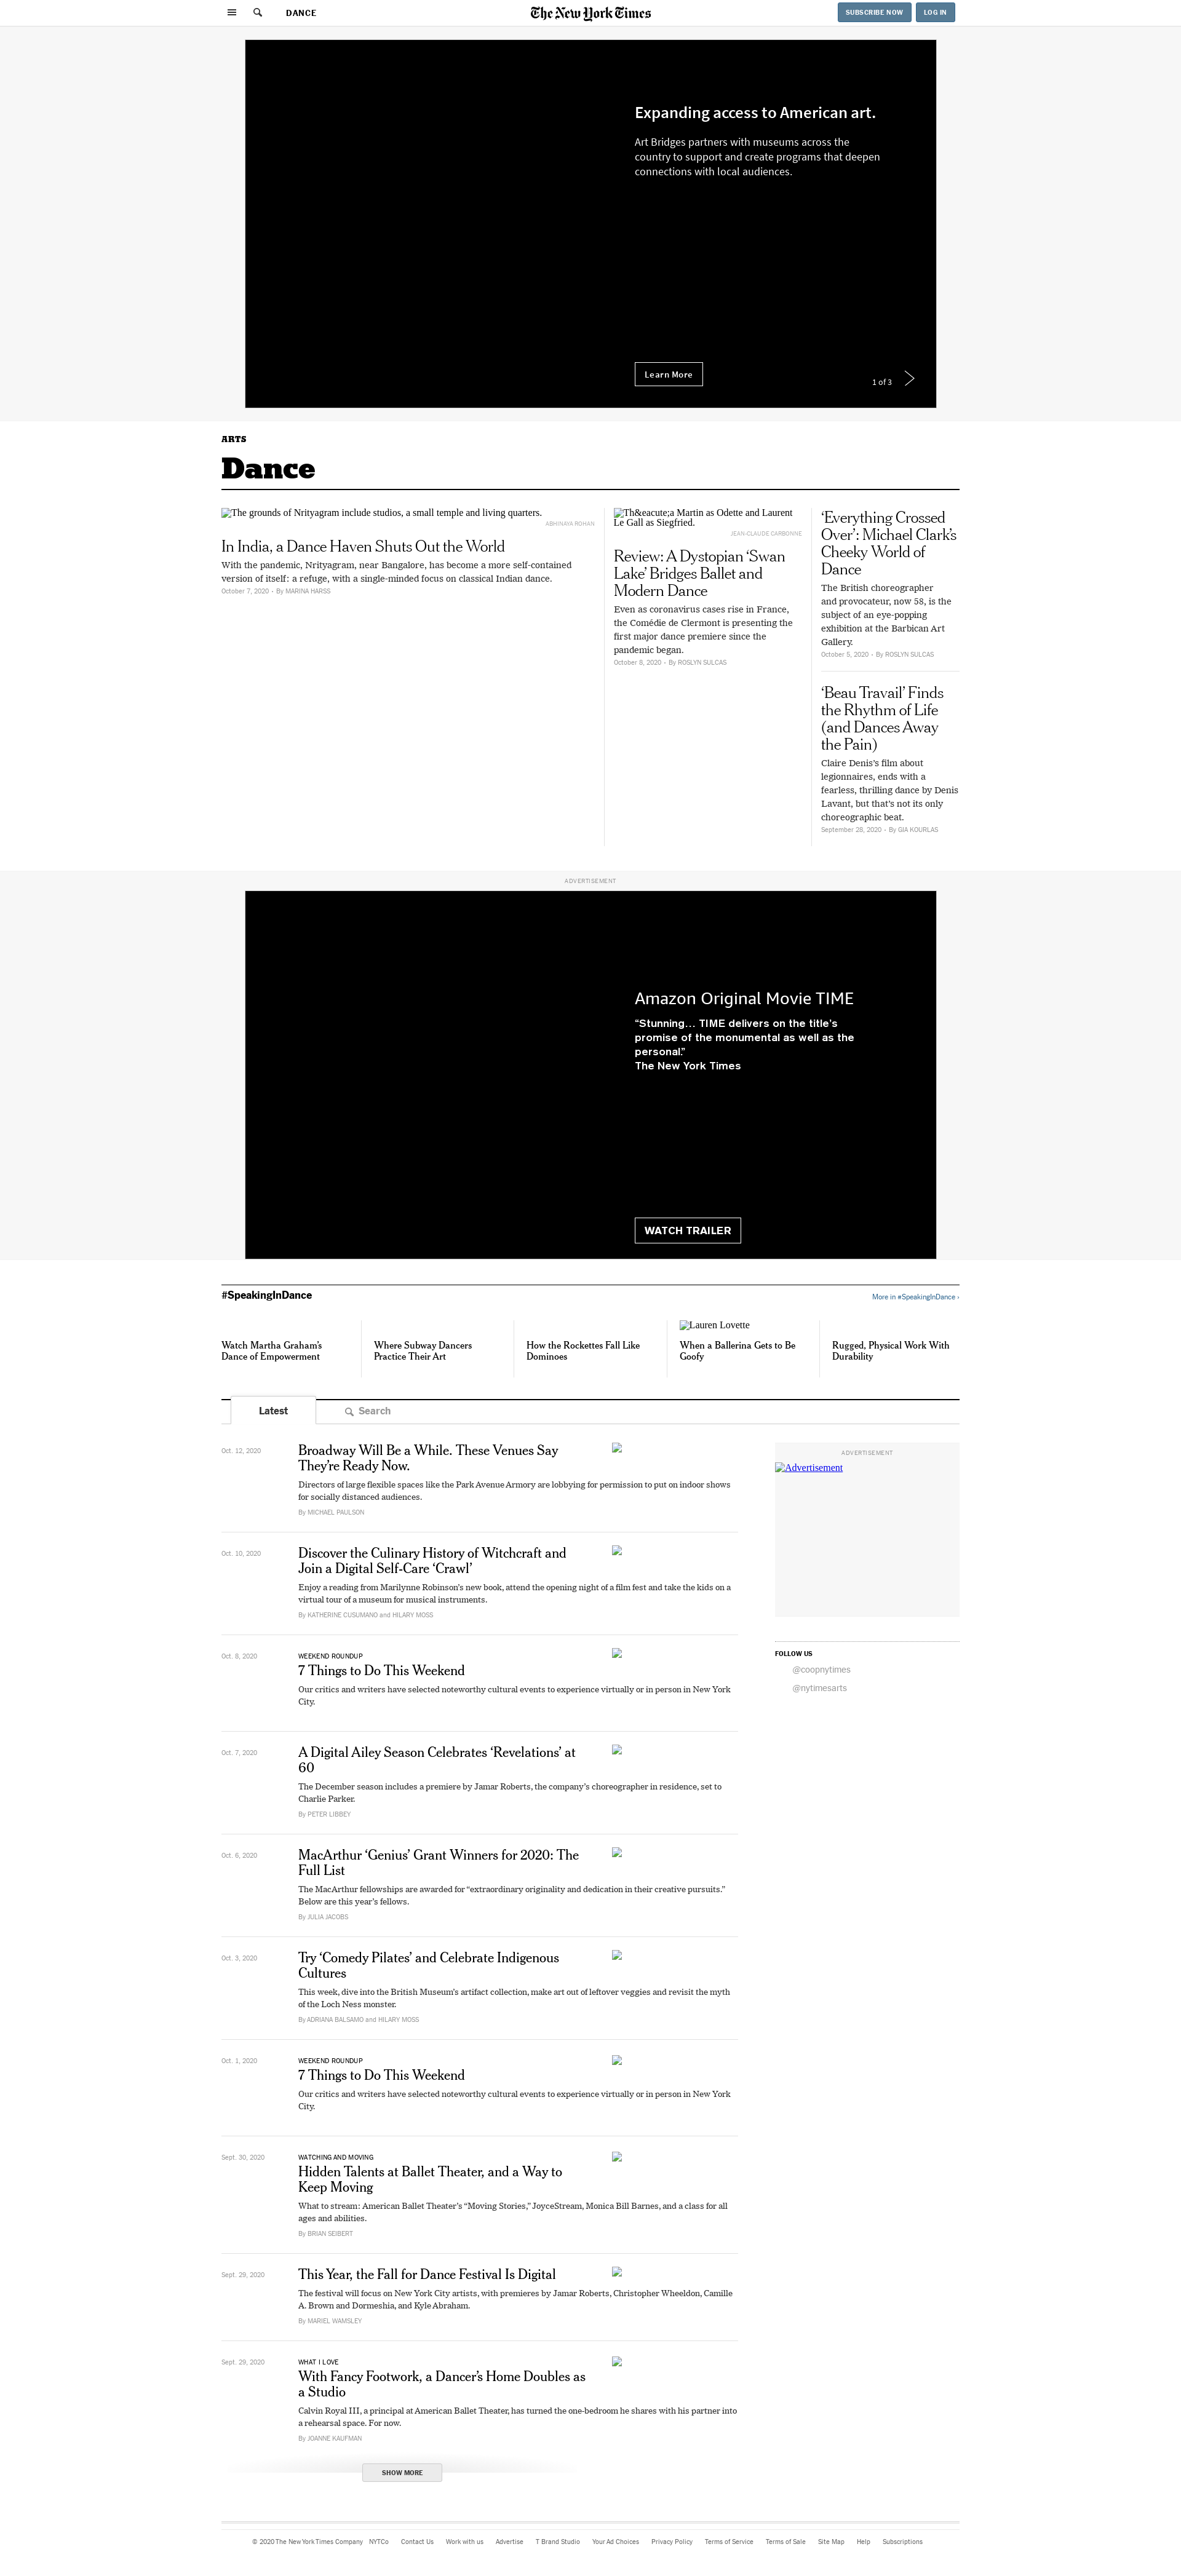 DANCE
The New York Times
SUBSCRIBE NOW
LOG IN
Expanding access to American art.
Art Bridges partners with museums across the
country to support and create programs that deepen
connections with local audiences.
Learn More
1 of 3
ARTS
Dance
The grounds of Nrityagram include studios, a small temple and living quarters.
ABHINAYA ROHAN
In India, a Dance Haven Shuts Out the World
With the pandemic, Nrityagram, near Bangalore, has become a more self-contained
version of itself: a refuge, with a single-minded focus on classical Indian dance.
October 7, 2020 - By MARINA HARSS
Th&eacute;a Martin as Odette and Laurent
Le Gall as Siegfried.
JEAN-CLAUDE CARBONNE
Review: A Dystopian ‘Swan
Lake’ Bridges Ballet and
Modern Dance
Even as coronavirus cases rise in France,
the Comédie de Clermont is presenting the
first major dance premiere since the
pandemic began.
October 8, 2020 - By ROSLYN SULCAS
‘Everything Crossed
Over’: Michael Clark’s
Cheeky World of
Dance
The British choreographer
and provocateur, now 58, is the
subject of an eye-popping
exhibition at the Barbican Art
Gallery.
October 5, 2020 - By ROSLYN SULCAS
‘Beau Travail’ Finds
the Rhythm of Life
(and Dances Away
the Pain)
Claire Denis’s film about
legionnaires, ends with a
fearless, thrilling dance by Denis
Lavant, but that’s not its only
choreographic beat.
September 28, 2020 - By GIA KOURLAS
ADVERTISEMENT
Amazon Original Movie TIME
“Stunning… TIME delivers on the title’s
promise of the monumental as well as the
personal.”
The New York Times
WATCH TRAILER
#SpeakingInDance
More in #SpeakingInDance ›
Watch Martha Graham’s
Dance of Empowerment
Where Subway Dancers
Practice Their Art
How the Rockettes Fall Like
Dominoes
Lauren Lovette
When a Ballerina Gets to Be
Goofy
Rugged, Physical Work With
Durability
Latest
Search
Oct. 12, 2020
Broadway Will Be a While. These Venues Say
They’re Ready Now.
Directors of large flexible spaces like the Park Avenue Armory are lobbying for permission to put on indoor shows
for socially distanced audiences.
By MICHAEL PAULSON
ADVERTISEMENT
Advertisement
Oct. 10, 2020
Discover the Culinary History of Witchcraft and
Join a Digital Self-Care ‘Crawl’
Enjoy a reading from Marilynne Robinson’s new book, attend the opening night of a film fest and take the kids on a
virtual tour of a museum for musical instruments.
By KATHERINE CUSUMANO and HILARY MOSS
FOLLOW US
@coopnytimes
@nytimesarts
Oct. 8, 2020
WEEKEND ROUNDUP
7 Things to Do This Weekend
Our critics and writers have selected noteworthy cultural events to experience virtually or in person in New York
City.
Oct. 7, 2020
A Digital Ailey Season Celebrates ‘Revelations’ at
60
The December season includes a premiere by Jamar Roberts, the company’s choreographer in residence, set to
Charlie Parker.
By PETER LIBBEY
Oct. 6, 2020
MacArthur ‘Genius’ Grant Winners for 2020: The
Full List
The MacArthur fellowships are awarded for “extraordinary originality and dedication in their creative pursuits.”
Below are this year’s fellows.
By JULIA JACOBS
Oct. 3, 2020
Try ‘Comedy Pilates’ and Celebrate Indigenous
Cultures
This week, dive into the British Museum’s artifact collection, make art out of leftover veggies and revisit the myth
of the Loch Ness monster.
By ADRIANA BALSAMO and HILARY MOSS
Oct. 1, 2020
WEEKEND ROUNDUP
7 Things to Do This Weekend
Our critics and writers have selected noteworthy cultural events to experience virtually or in person in New York
City.
Sept. 30, 2020
WATCHING AND MOVING
Hidden Talents at Ballet Theater, and a Way to
Keep Moving
What to stream: American Ballet Theater’s “Moving Stories,” JoyceStream, Monica Bill Barnes, and a class for all
ages and abilities.
By BRIAN SEIBERT
Sept. 29, 2020
This Year, the Fall for Dance Festival Is Digital
The festival will focus on New York City artists, with premieres by Jamar Roberts, Christopher Wheeldon, Camille
A. Brown and Dormeshia, and Kyle Abraham.
By MARIEL WAMSLEY
Sept. 29, 2020
WHAT I LOVE
With Fancy Footwork, a Dancer’s Home Doubles as
a Studio
Calvin Royal III, a principal at American Ballet Theater, has turned the one-bedroom he shares with his partner into
a rehearsal space. For now.
By JOANNE KAUFMAN
SHOW MORE
© 2020 The New York Times Company NYTCo Contact Us Work with us Advertise T Brand Studio Your Ad Choices Privacy Policy Terms of Service Terms of Sale Site Map Help Subscriptions